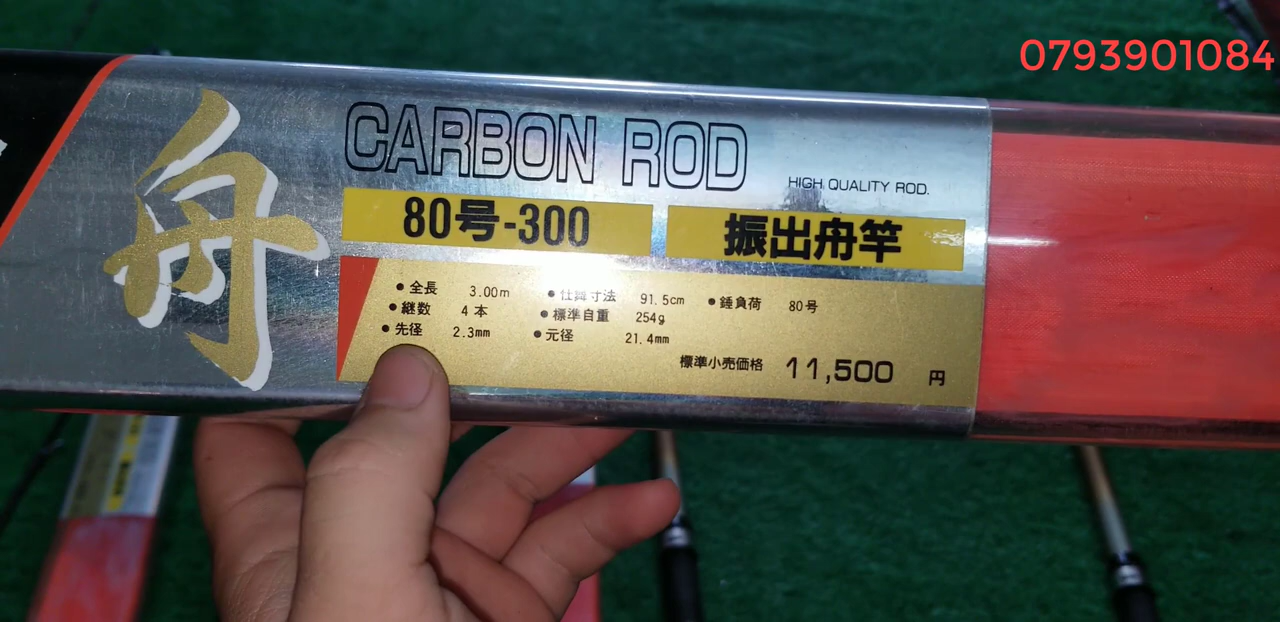 0793901084
舟
CARBON ROD
HIGH QUALITY ROD.
80号-300
振出舟竿
• 全長 3.00m • 仕舞寸法 91.5cm • 錘負荷 80号
• 継数 4本 • 標準自重 254g
• 先径 2.3mm • 元径 21.4mm
標準小売価格 11,500 円